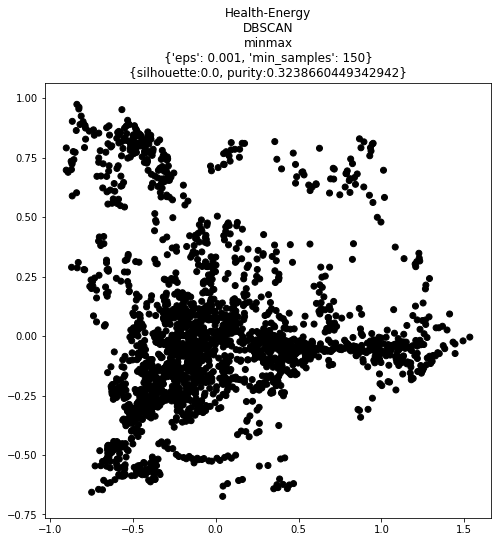 Health-Energy
DBSCAN
minmax
{'eps': 0.001, 'min_samples': 150}
{silhouette:0.0, purity:0.3238660449342942}
1.00
0.75
0.50
0.25
0.00
−0.25
−0.50
−0.75
−1.0 −0.5 0.0 0.5 1.0 1.5